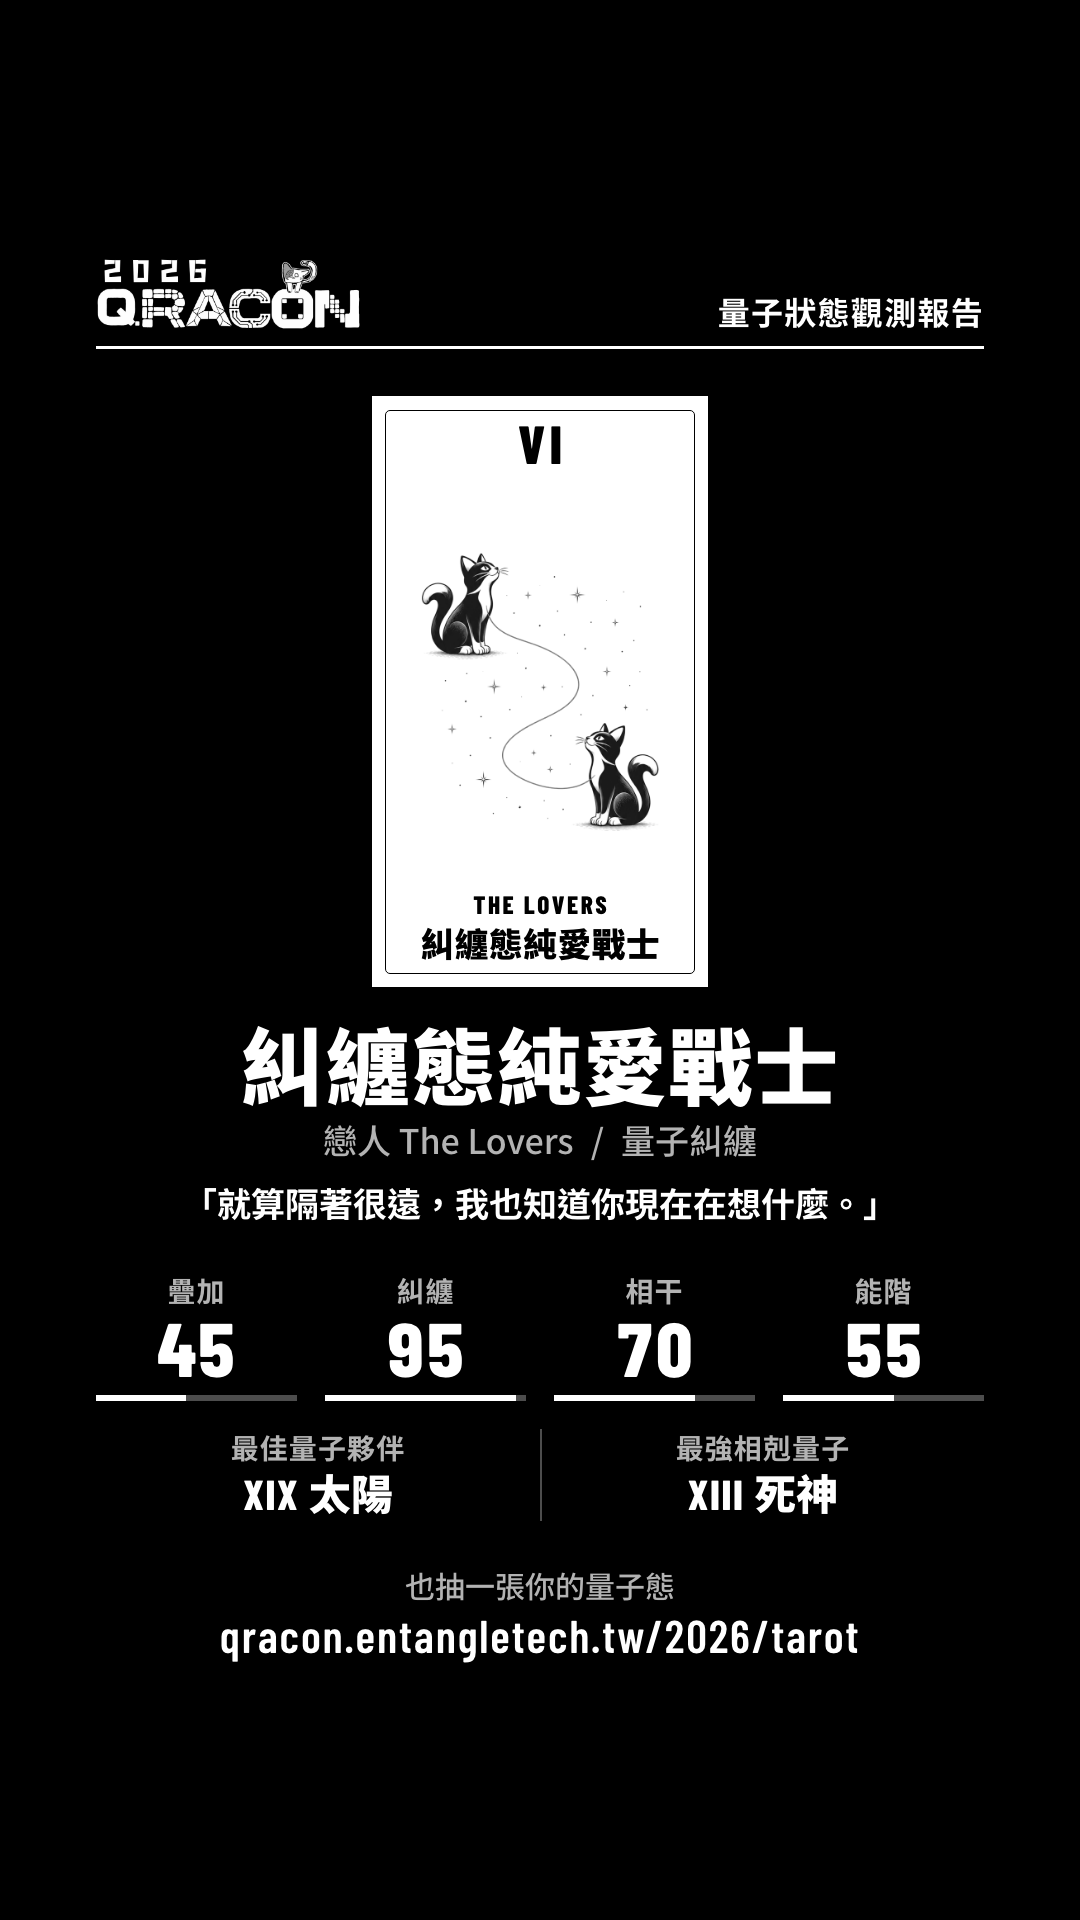 2026
QRACON
量子狀態觀測報告
VI
THE LOVERS
糾纏態純愛戰士
糾纏態純愛戰士
戀人 The Lovers / 量子糾纏
「就算隔著很遠，我也知道你現在在想什麼。」
疊加 糾纏 相干 能階
45 95 70 55
最佳量子夥伴 最強相剋量子
XIX 太陽 XIII 死神
也抽一張你的量子態
qracon.entangletech.tw/2026/tarot